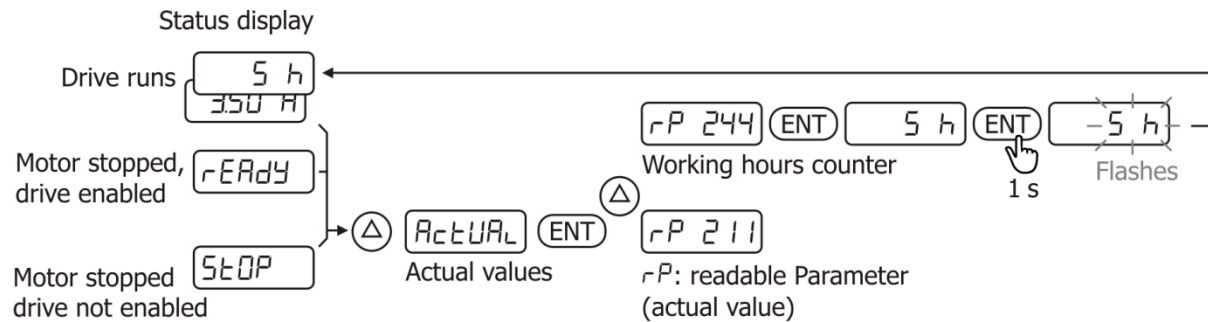 Status display
Drive runs
5 h
3.50 A
Motor stopped,
drive enabled
rEAdY
Motor stopped
drive not enabled
StOP
ActUAL
ENT
Actual values
rP 244
ENT
5 h
ENT
5 h
Working hours counter
1 s
Flashes
rP 211
rP: readable Parameter
(actual value)